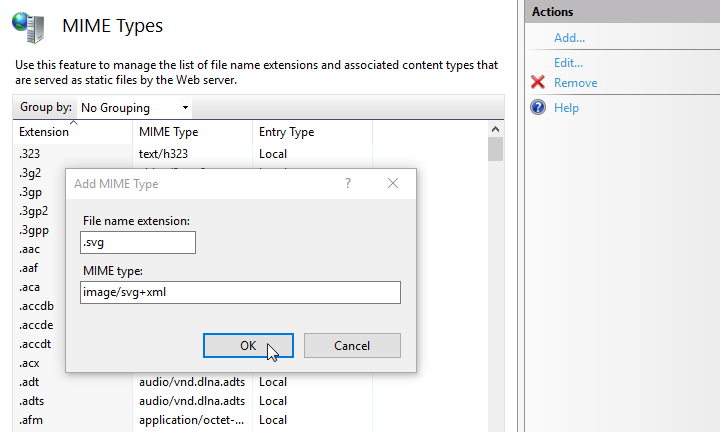 MIME Types
Use this feature to manage the list of file name extensions and associated content types that
are served as static files by the Web server.
Group by: No Grouping
Extension MIME Type Entry Type
.323 text/h323 Local
.3g2
.3gp
.3gp2
.3gpp
.aac
.aaf
.aca
.accdb
.accde
.accdt
.acx
.adt audio/vnd.dlna.adts Local
.adts audio/vnd.dlna.adts Local
.afm application/octet-... Local
Add MIME Type ?
File name extension:
.svg
MIME type:
image/svg+xml
OK Cancel
Actions
Add...
Edit...
Remove
Help